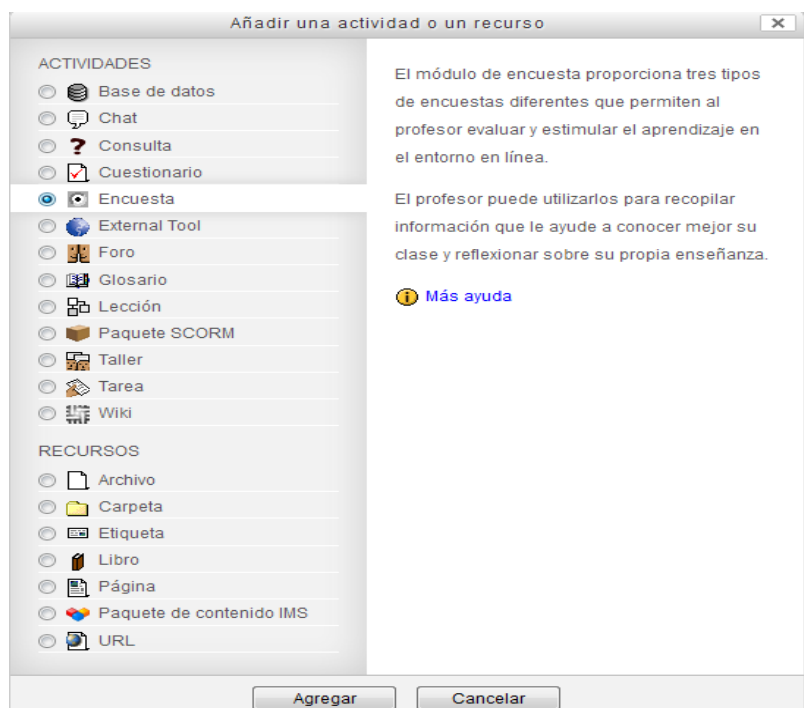 Añadir una actividad o un recurso
ACTIVIDADES
Base de datos
Chat
Consulta
Cuestionario
Encuesta
External Tool
Foro
Glosario
Lección
Paquete SCORM
Taller
Tarea
Wiki
RECURSOS
Archivo
Carpeta
Etiqueta
Libro
Página
Paquete de contenido IMS
URL
El módulo de encuesta proporciona tres tipos
de encuestas diferentes que permiten al
profesor evaluar y estimular el aprendizaje en
el entorno en línea.
El profesor puede utilizarlos para recopilar
información que le ayude a conocer mejor su
clase y reflexionar sobre su propia enseñanza.
Más ayuda
Agregar
Cancelar